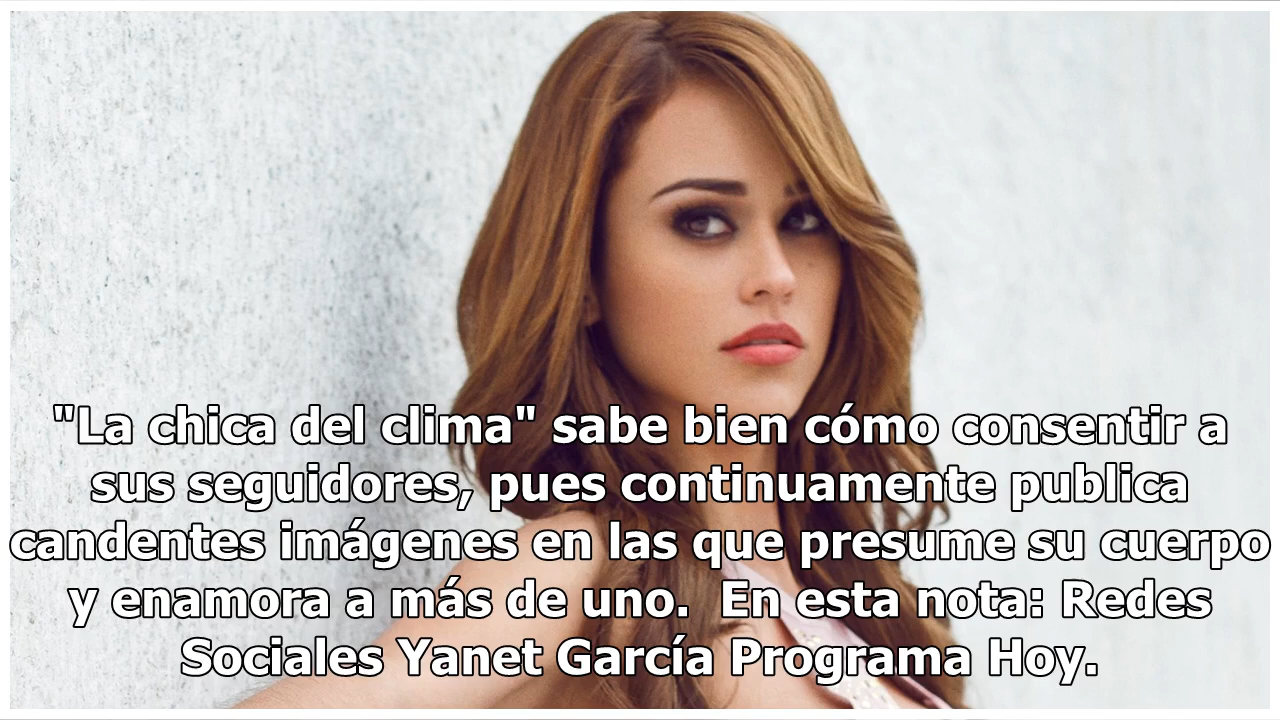 "La chica del clima" sabe bien cómo consentir a
sus seguidores, pues continuamente publica
candentes imágenes en las que presume su cuerpo
y enamora a más de uno.  En esta nota: Redes
Sociales Yanet García Programa Hoy.